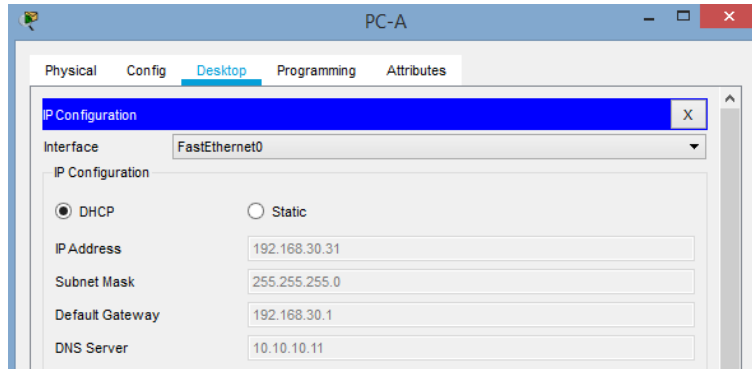 PC-A
Physical Config Desktop Programming Attributes
IP Configuration X
Interface FastEthernet0
IP Configuration
DHCP Static
IP Address 192.168.30.31
Subnet Mask 255.255.255.0
Default Gateway 192.168.30.1
DNS Server 10.10.10.11